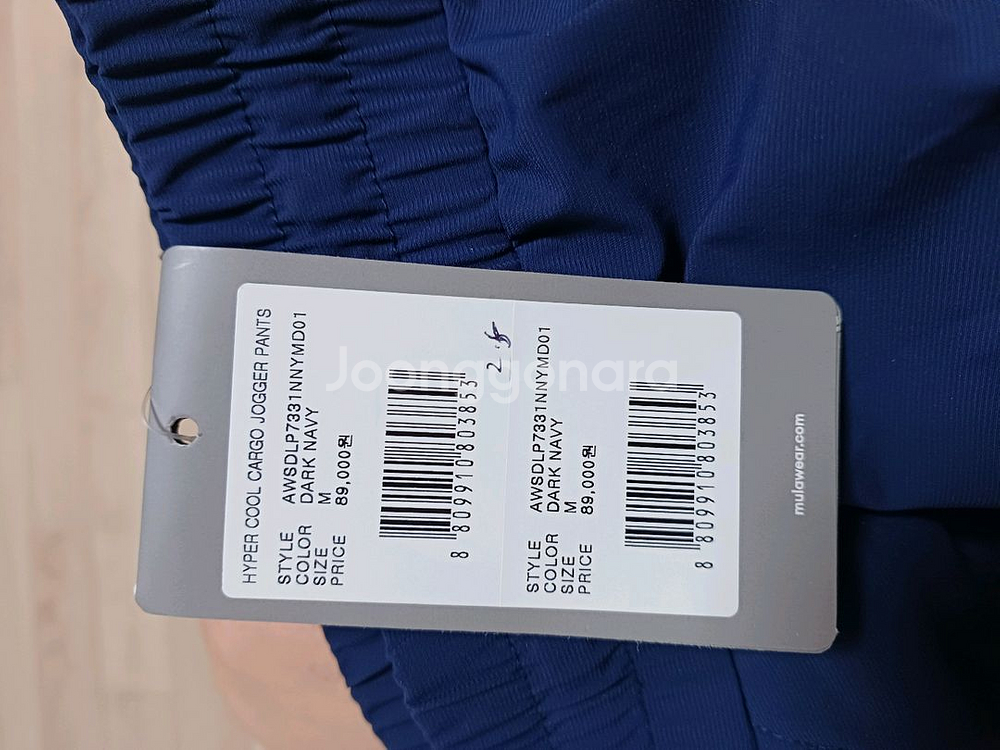 HYPER COOL CARGO JOGGER PANTS
STYLE AWSDLP7331NNYMD01
COLOR DARK NAVY
SIZE M
PRICE 89,000원
8 809910 803853
2.8
STYLE AWSDLP7331NNYMD01
COLOR DARK NAVY
SIZE M
PRICE 89,000원
8 809910 803853
mulawear.com
Joonggonara